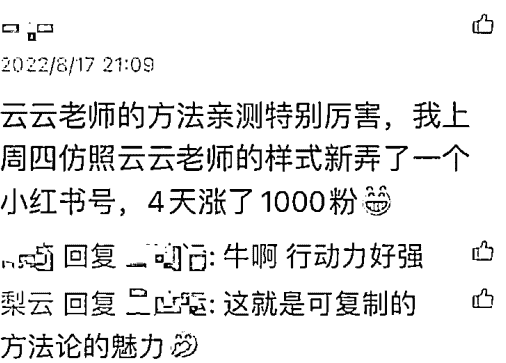 2022/8/17 21:09
云云老师的方法亲测特别厉害，我上
周四仿照云云老师的样式新弄了一个
小红书号，4天涨了1000粉😁
回复 : 牛啊 行动力好强
梨云 回复 : 这就是可复制的
方法论的魅力🤣